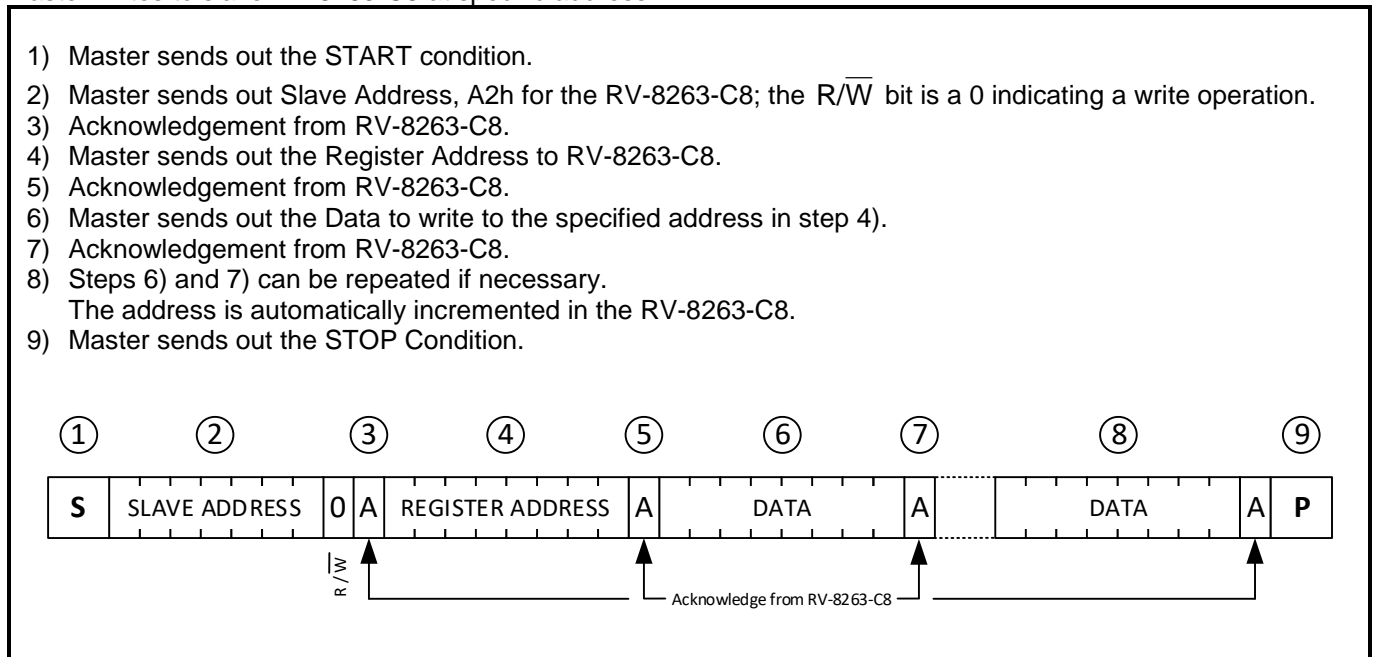 1) Master sends out the START condition.
2) Master sends out Slave Address, A2h for the RV-8263-C8; the R/W̅ bit is a 0 indicating a write operation.
3) Acknowledgement from RV-8263-C8.
4) Master sends out the Register Address to RV-8263-C8.
5) Acknowledgement from RV-8263-C8.
6) Master sends out the Data to write to the specified address in step 4).
7) Acknowledgement from RV-8263-C8.
8) Steps 6) and 7) can be repeated if necessary.
The address is automatically incremented in the RV-8263-C8.
9) Master sends out the STOP Condition.
① ② ③ ④ ⑤ ⑥ ⑦ ⑧ ⑨
S SLAVE ADDRESS 0 A REGISTER ADDRESS A DATA A DATA A P
R/W̅
Acknowledge from RV-8263-C8